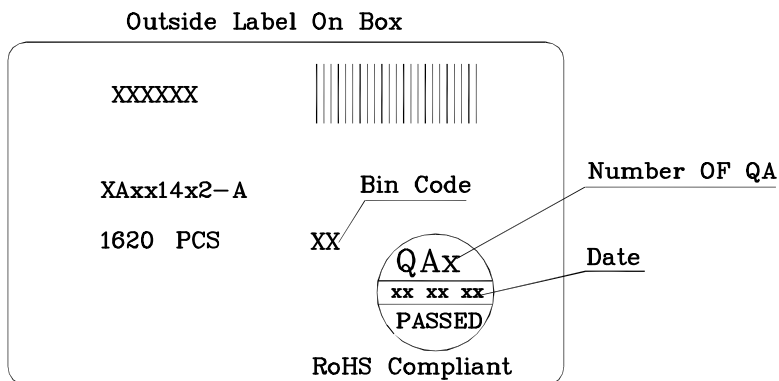 Outside Label On Box
XXXXXX
XAxx14x2-A
Bin Code
Number OF QA
1620 PCS
XX
QAx
Date
xx xx xx
PASSED
RoHS Compliant